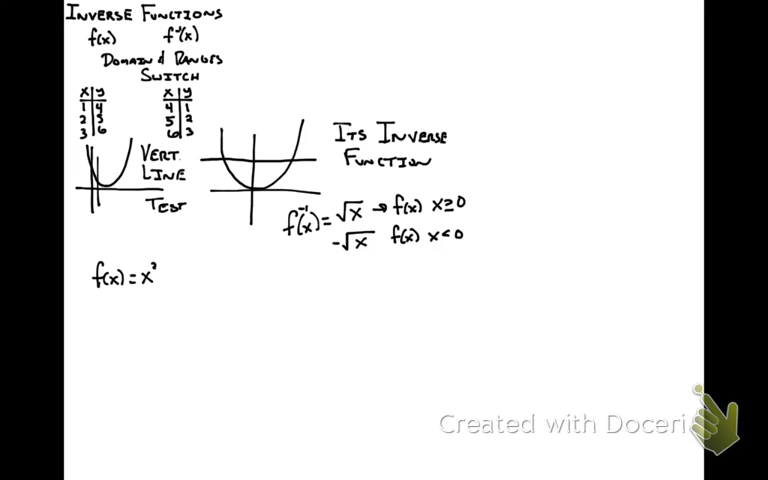 INVERSE FUNCTIONS
f(x) f⁻¹(x)
DOMAIN & RANGES
SWITCH
x y x y
1 4 4 1
2 5 5 2
3 6 6 3
VERT.
LINE
TEST
ITS INVERSE
FUNCTION
f⁻¹(x) = √x → f(x) x ≥ 0
-√x f(x) x < 0
f(x) = x²
Created with Doceri